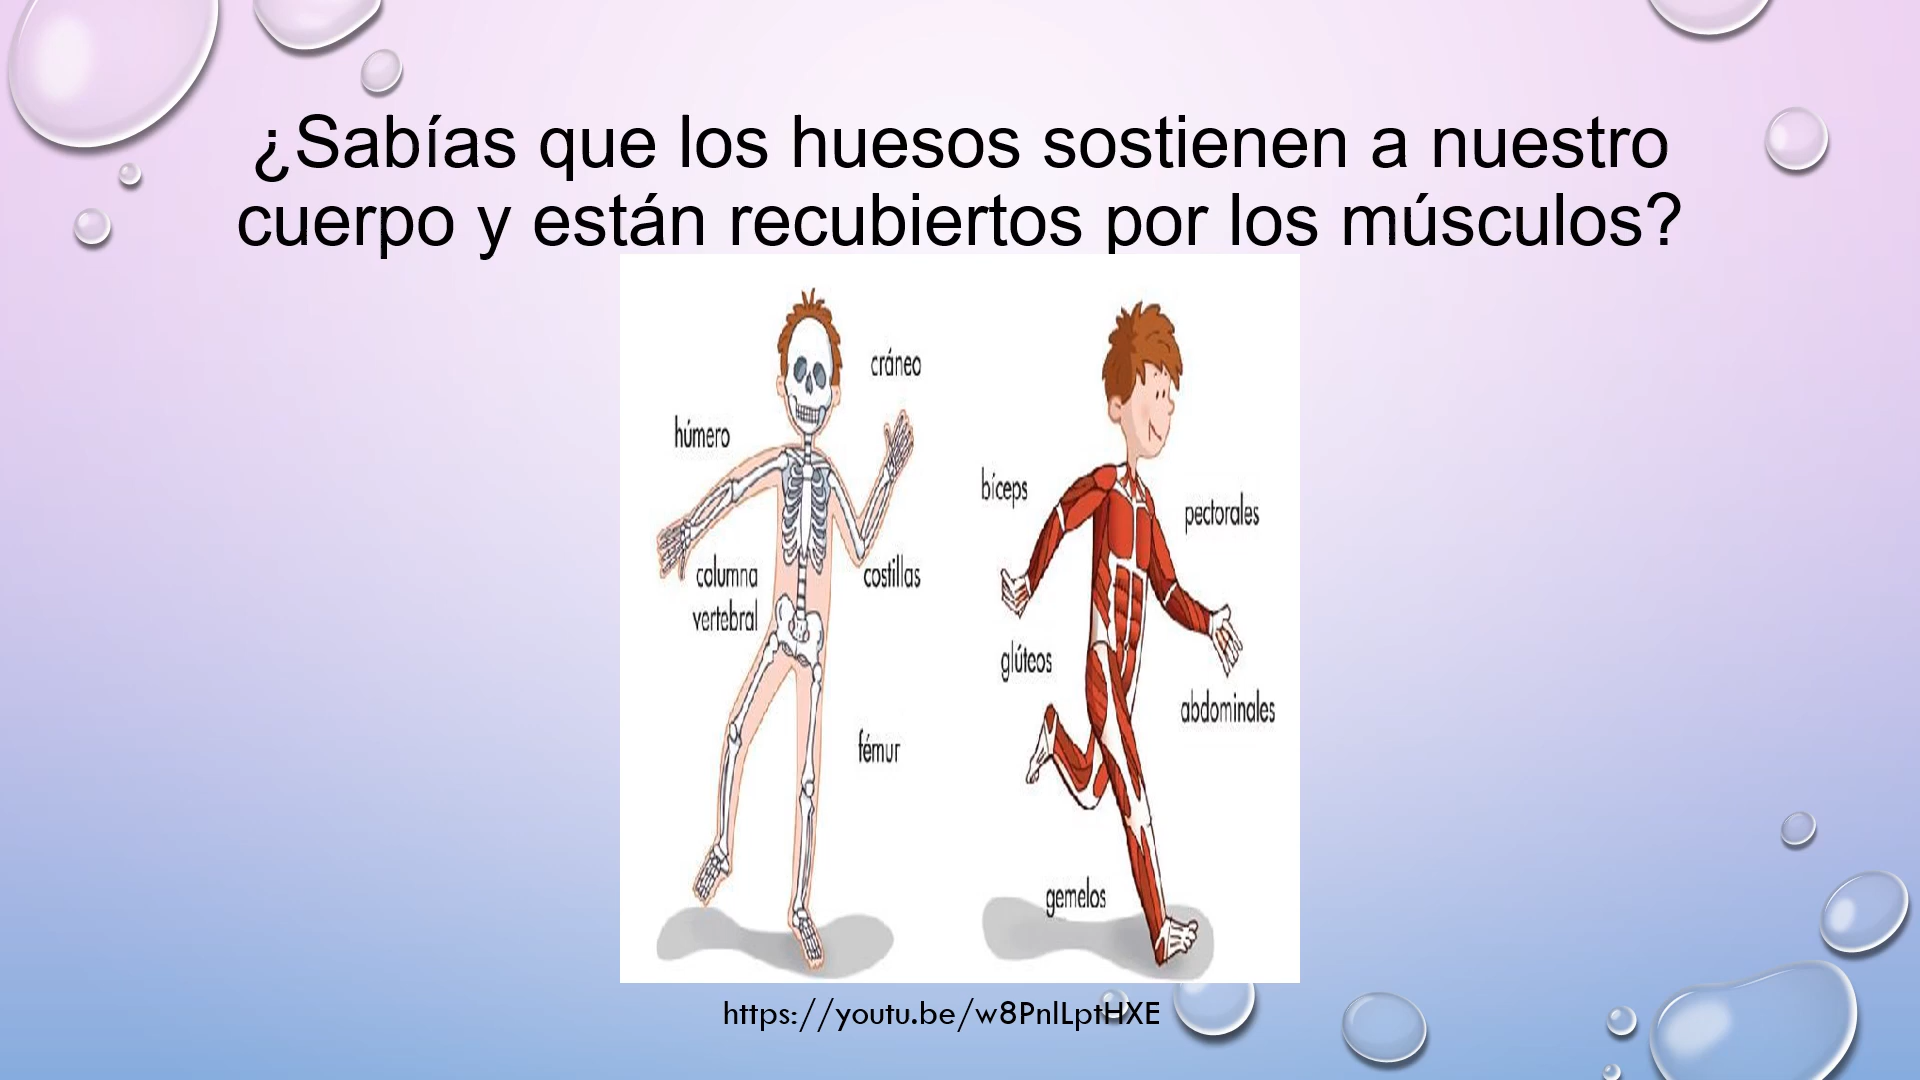 ¿Sabías que los huesos sostienen a nuestro
cuerpo y están recubiertos por los músculos?
cráneo
húmero
columna
vertebral
costillas
fémur
bíceps
pectorales
glúteos
abdominales
gemelos
https://youtu.be/w8PnlLptHXE